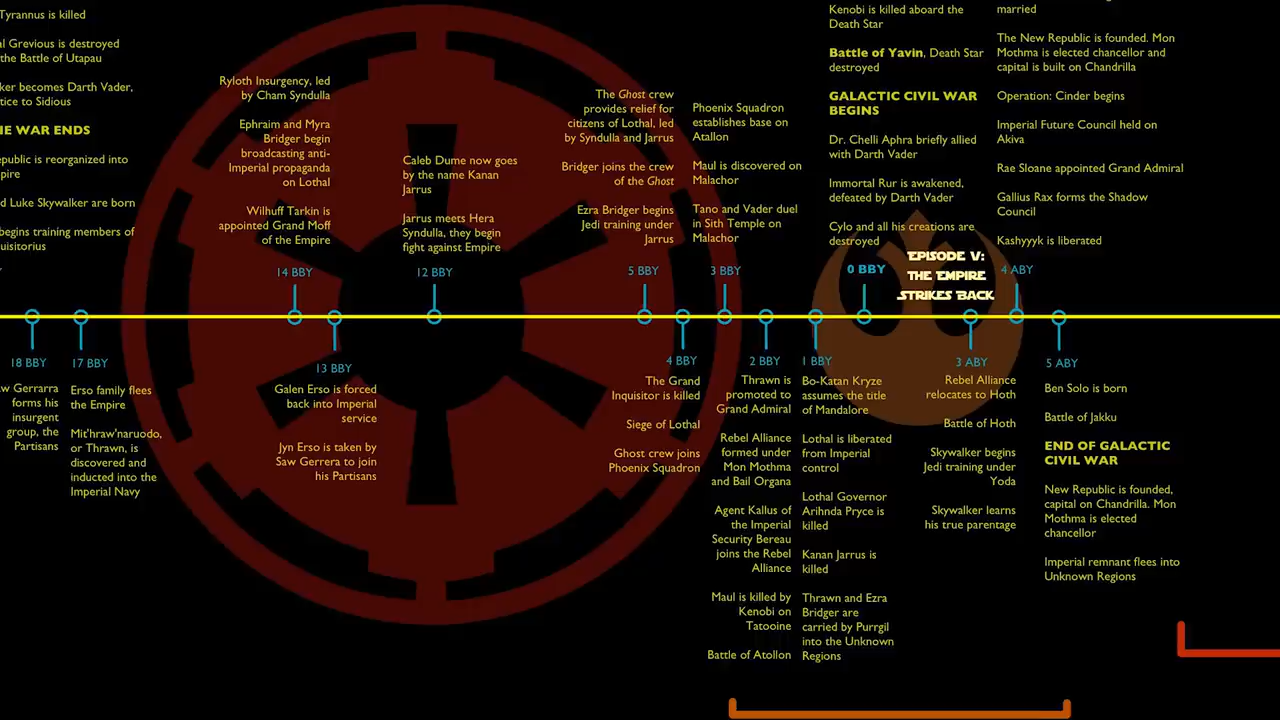 Tyrannus is killed
al Grevious is destroyed
the Battle of Utapau
ker becomes Darth Vader,
tice to Sidious
HE WAR ENDS
epublic is reorganized into
pire
d Luke Skywalker are born
begins training members of
quisitorius
18 BBY
w Gerrarra
forms his
insurgent
group, the
Partisans
17 BBY
Erso family flees
the Empire
Mit'hraw'naruodo,
or Thrawn, is
discovered and
inducted into the
Imperial Navy
Ryloth Insurgency, led
by Cham Syndulla
Ephraim and Myra
Bridger begin
broadcasting anti-
Imperial propaganda
on Lothal
Wilhuff Tarkin is
appointed Grand Moff
of the Empire
14 BBY
13 BBY
Galen Erso is forced
back into Imperial
service
Jyn Erso is taken by
Saw Gerrera to join
his Partisans
Caleb Dume now goes
by the name Kanan
Jarrus
Jarrus meets Hera
Syndulla, they begin
fight against Empire
12 BBY
The Ghost crew
provides relief for
citizens of Lothal, led
by Syndulla and Jarrus
Bridger joins the crew
of the Ghost
Ezra Bridger begins
Jedi training under
Jarrus
5 BBY
4 BBY
The Grand
Inquisitor is killed
Siege of Lothal
Ghost crew joins
Phoenix Squadron
Phoenix Squadron
establishes base on
Atallon
Maul is discovered on
Malachor
Tano and Vader duel
in Sith Temple on
Malachor
3 BBY
2 BBY
Thrawn is
promoted to
Grand Admiral
Rebel Alliance
formed under
Mon Mothma
and Bail Organa
Agent Kallus of
the Imperial
Security Bereau
joins the Rebel
Alliance
Maul is killed by
Kenobi on
Tatooine
Battle of Atollon
1 BBY
Bo-Katan Kryze
assumes the title
of Mandalore
Lothal is liberated
from Imperial
control
Lothal Governor
Arihnda Pryce is
killed
Kanan Jarrus is
killed
Thrawn and Ezra
Bridger are
carried by Purrgil
into the Unknown
Regions
Kenobi is killed aboard the
Death Star
Battle of Yavin, Death Star
destroyed
GALACTIC CIVIL WAR
BEGINS
Dr. Chelli Aphra briefly allied
with Darth Vader
Immortal Rur is awakened,
defeated by Darth Vader
Cylo and all his creations are
destroyed
0 BBY
Episode V:
The Empire
Strikes Back
3 ABY
Rebel Alliance
relocates to Hoth
Battle of Hoth
Skywalker begins
Jedi training under
Yoda
Skywalker learns
his true parentage
married
The New Republic is founded. Mon
Mothma is elected chancellor and
capital is built on Chandrilla
Operation: Cinder begins
Imperial Future Council held on
Akiva
Rae Sloane appointed Grand Admiral
Gallius Rax forms the Shadow
Council
Kashyyyk is liberated
4 ABY
5 ABY
Ben Solo is born
Battle of Jakku
END OF GALACTIC
CIVIL WAR
New Republic is founded,
capital on Chandrilla. Mon
Mothma is elected
chancellor
Imperial remnant flees into
Unknown Regions